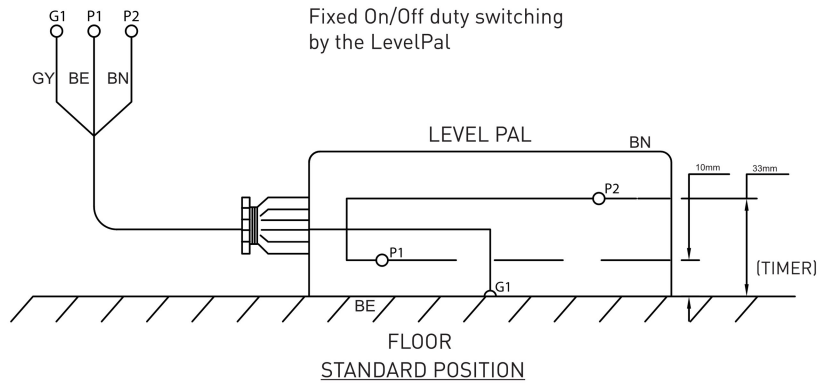 G1 P1 P2
Fixed On/Off duty switching
by the LevelPal
GY BE BN
LEVEL PAL
BN
10mm
33mm
P2
P1
(TIMER)
G1
BE
FLOOR
STANDARD POSITION